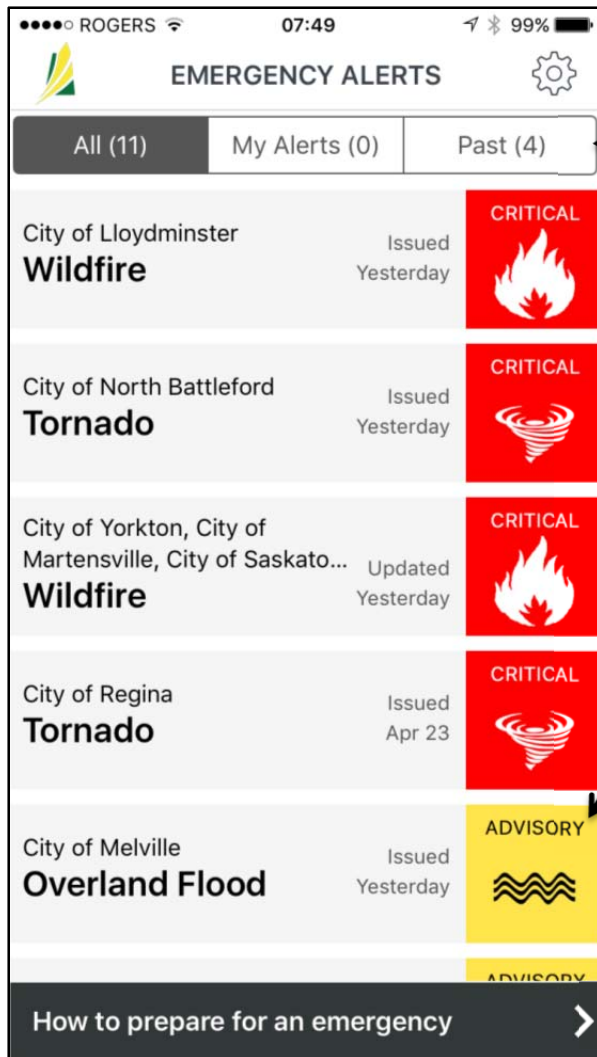 ROGERS 07:49 99%
EMERGENCY ALERTS
All (11) My Alerts (0) Past (4)
City of Lloydminster
Wildfire
Issued
Yesterday
CRITICAL
City of North Battleford
Tornado
Issued
Yesterday
CRITICAL
City of Yorkton, City of
Martensville, City of Saskato...
Wildfire
Updated
Yesterday
CRITICAL
City of Regina
Tornado
Issued
Apr 23
CRITICAL
City of Melville
Overland Flood
Issued
Yesterday
ADVISORY
ADVISORY
How to prepare for an emergency